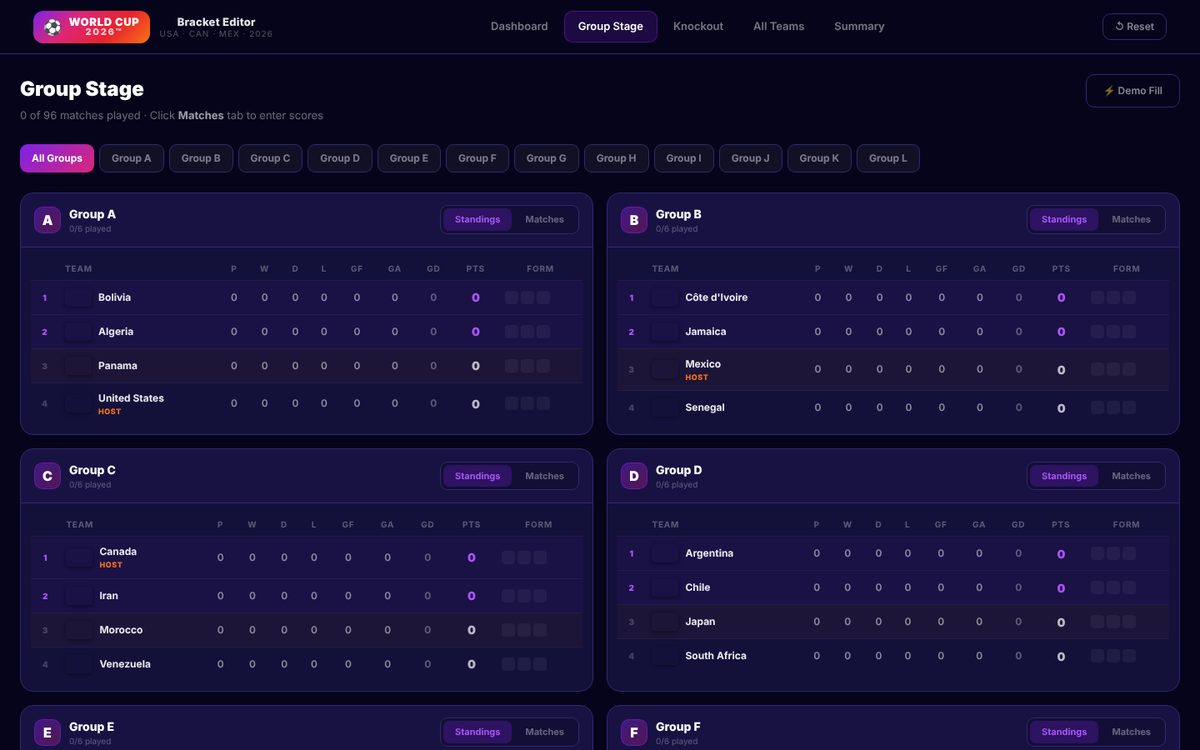 WORLD CUP
2026™
Bracket Editor
USA · CAN · MEX · 2026
Dashboard
Group Stage
Knockout
All Teams
Summary
↺ Reset
Group Stage
0 of 96 matches played · Click Matches tab to enter scores
⚡ Demo Fill
All Groups
Group A
Group B
Group C
Group D
Group E
Group F
Group G
Group H
Group I
Group J
Group K
Group L
A
Group A
0/6 played
Standings
Matches
TEAM P W D L GF GA GD PTS FORM
1 Bolivia 0 0 0 0 0 0 0 0
2 Algeria 0 0 0 0 0 0 0 0
3 Panama 0 0 0 0 0 0 0 0
4 United States 0 0 0 0 0 0 0 0
HOST
B
Group B
0/6 played
Standings
Matches
TEAM P W D L GF GA GD PTS FORM
1 Côte d'Ivoire 0 0 0 0 0 0 0 0
2 Jamaica 0 0 0 0 0 0 0 0
3 Mexico 0 0 0 0 0 0 0 0
HOST
4 Senegal 0 0 0 0 0 0 0 0
C
Group C
0/6 played
Standings
Matches
TEAM P W D L GF GA GD PTS FORM
1 Canada 0 0 0 0 0 0 0 0
HOST
2 Iran 0 0 0 0 0 0 0 0
3 Morocco 0 0 0 0 0 0 0 0
4 Venezuela 0 0 0 0 0 0 0 0
D
Group D
0/6 played
Standings
Matches
TEAM P W D L GF GA GD PTS FORM
1 Argentina 0 0 0 0 0 0 0 0
2 Chile 0 0 0 0 0 0 0 0
3 Japan 0 0 0 0 0 0 0 0
4 South Africa 0 0 0 0 0 0 0 0
E
Group E
0/6 played
Standings
Matches
F
Group F
0/6 played
Standings
Matches